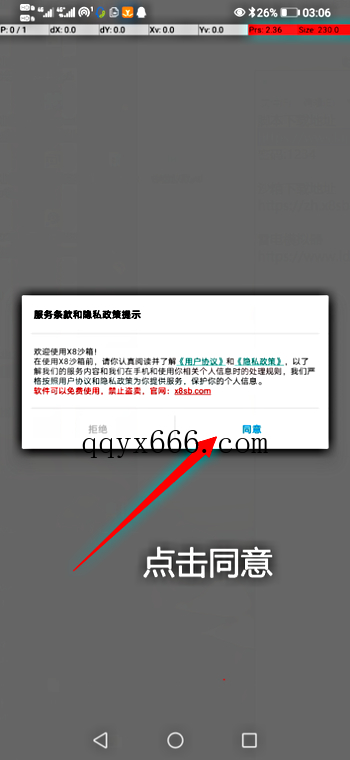 26% 03:06
P: 0 / 1 dX: 0.0 dY: 0.0 Xv: 0.0 Yv: 0.0 Prs: 2.36 Size: 230.0
服务条款和隐私政策提示
欢迎使用X8沙箱!
在使用X8沙箱前，请你认真阅读并了解《用户协议》和《隐私政策》，以了
解我们的服务内容和我们在手机和使用你相关个人信息时的处理规则，我们严
格按照用户协议和隐私政策为你提供服务，保护你的个人信息。
软件可以免费使用，禁止盗卖，官网：x8sb.com
拒绝 同意
qqyx666.com
点击同意